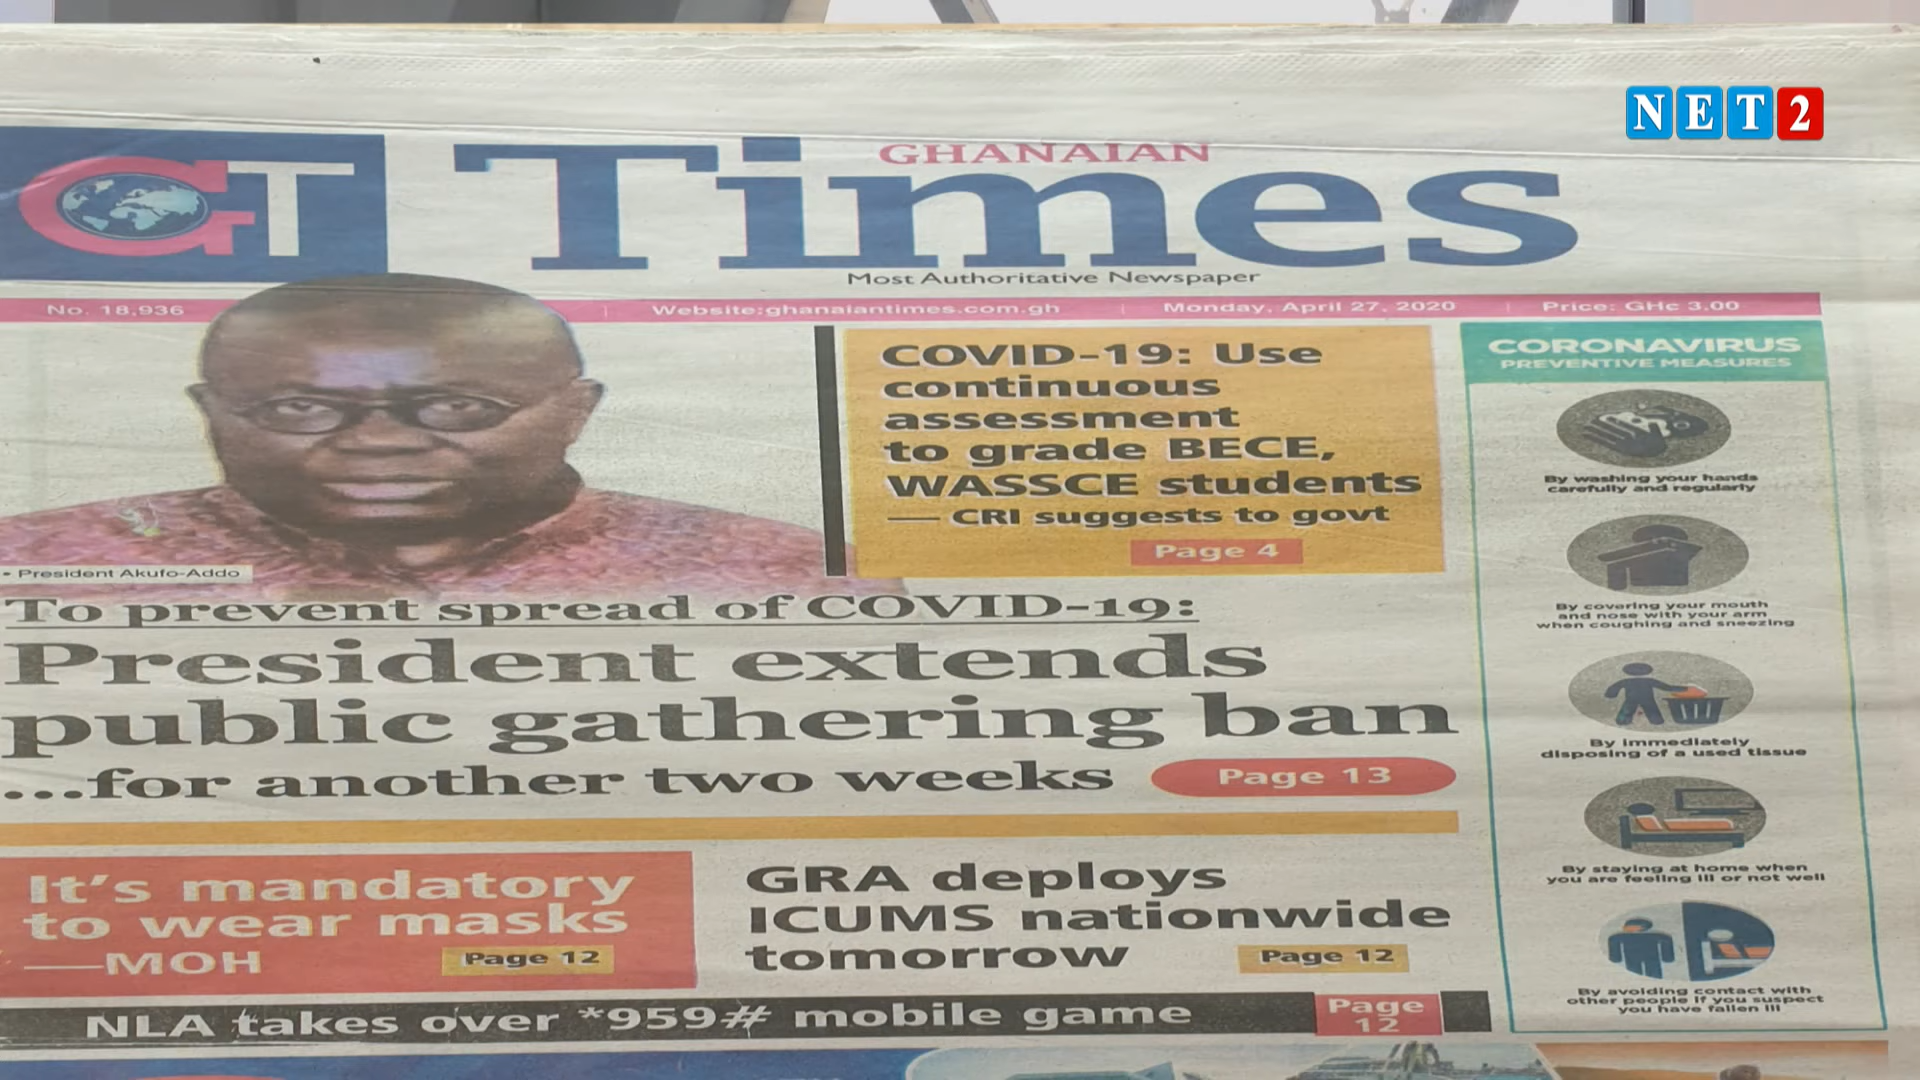 NET2
GT
GHANAIAN
Times
Most Authoritative Newspaper
No. 18,936
Website:ghanaiantimes.com.gh
Monday, April 27, 2020
Price: GHc 3.00
• President Akufo-Addo
COVID-19: Use
continuous
assessment
to grade BECE,
WASSCE students
— CRI suggests to govt
Page 4
To prevent spread of COVID-19:
President extends
public gathering ban
...for another two weeks
Page 13
It's mandatory
to wear masks
—MOH
Page 12
GRA deploys
ICUMS nationwide
tomorrow
Page 12
NLA takes over *959# mobile game
Page
12
CORONAVIRUS
PREVENTIVE MEASURES
By washing your hands
carefully and regularly
By covering your mouth
and nose with your arm
when coughing and sneezing
By immediately
disposing of a used tissue
By staying at home when
you are feeling ill or not well
By avoiding contact with
other people if you suspect
you have fallen ill